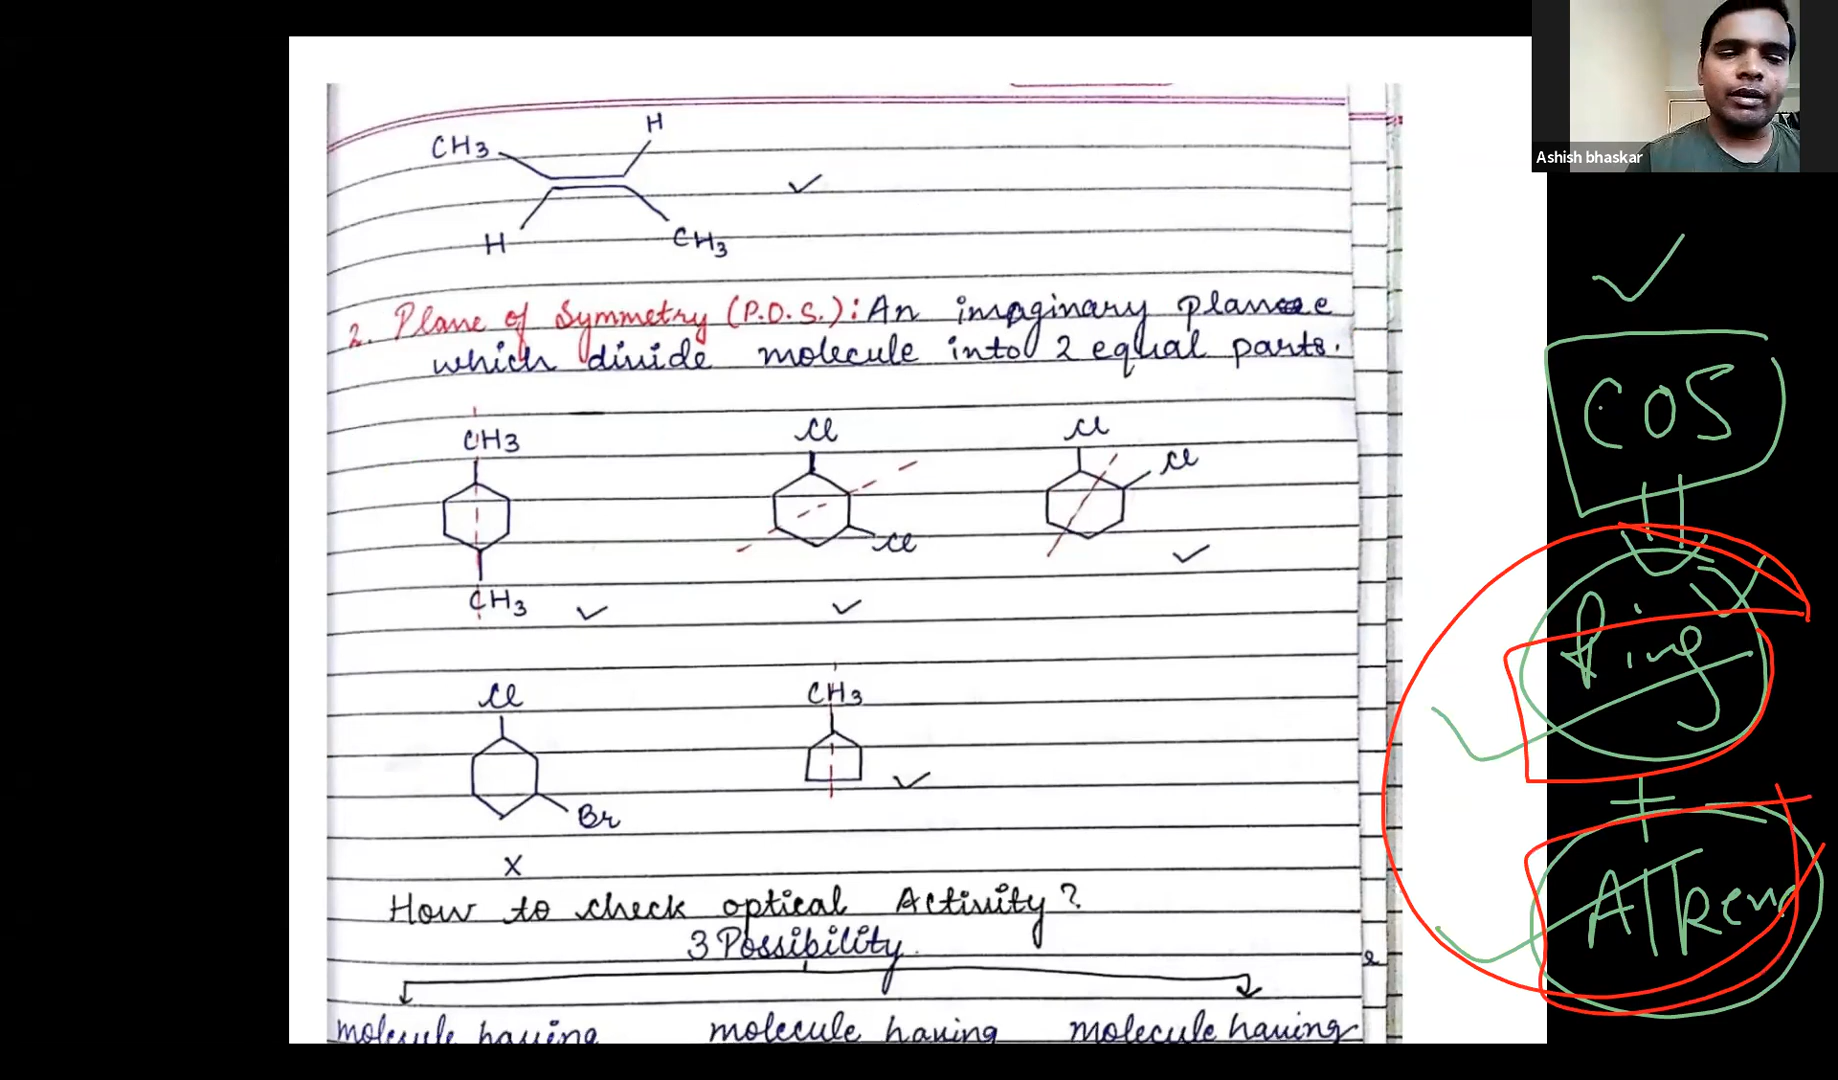 Ashish bhaskar
CH3
H
H
CH3
2. Plane of Symmetry (P.O.S.): An imaginary plane
which divide molecule into 2 equal parts.
CH3
Cl
Cl
Cl
Cl
CH3
Cl
CH3
Br
X
How to check optical Activity?
3 Possibility
molecule having
molecule having
molecule having
COS
Ring
+